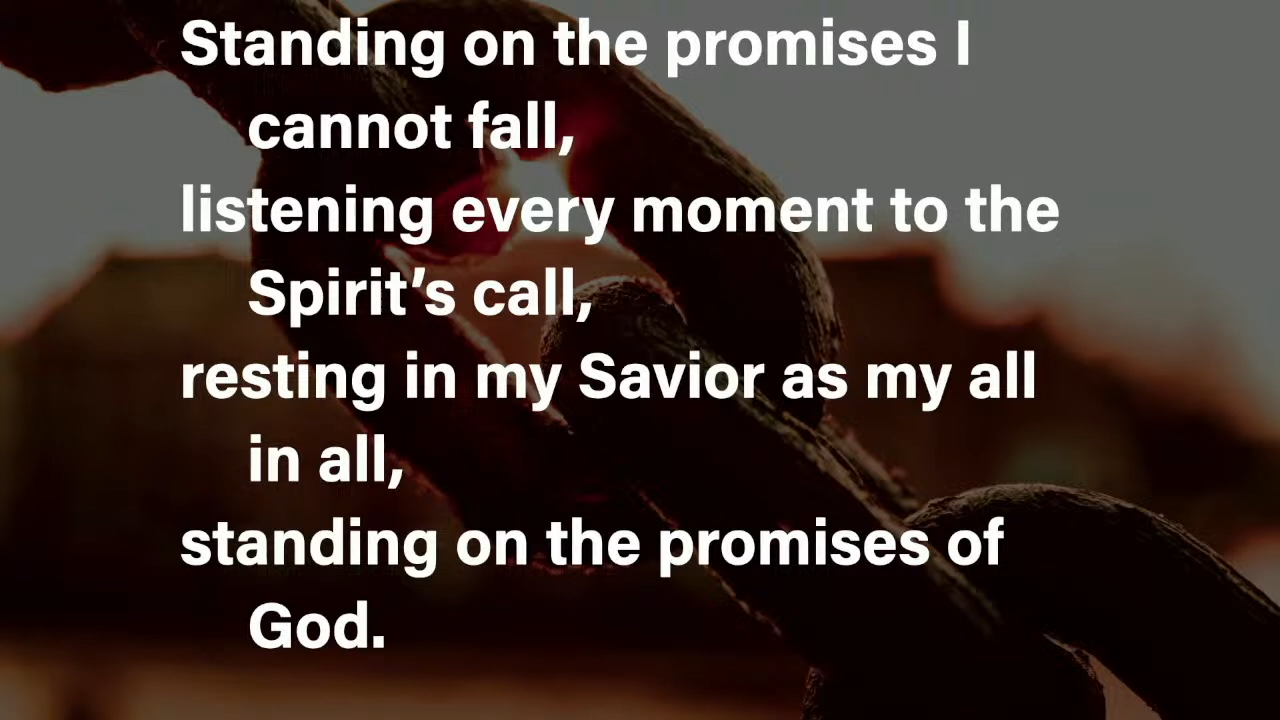 Standing on the promises I
cannot fall,
listening every moment to the
Spirit’s call,
resting in my Savior as my all
in all,
standing on the promises of
God.